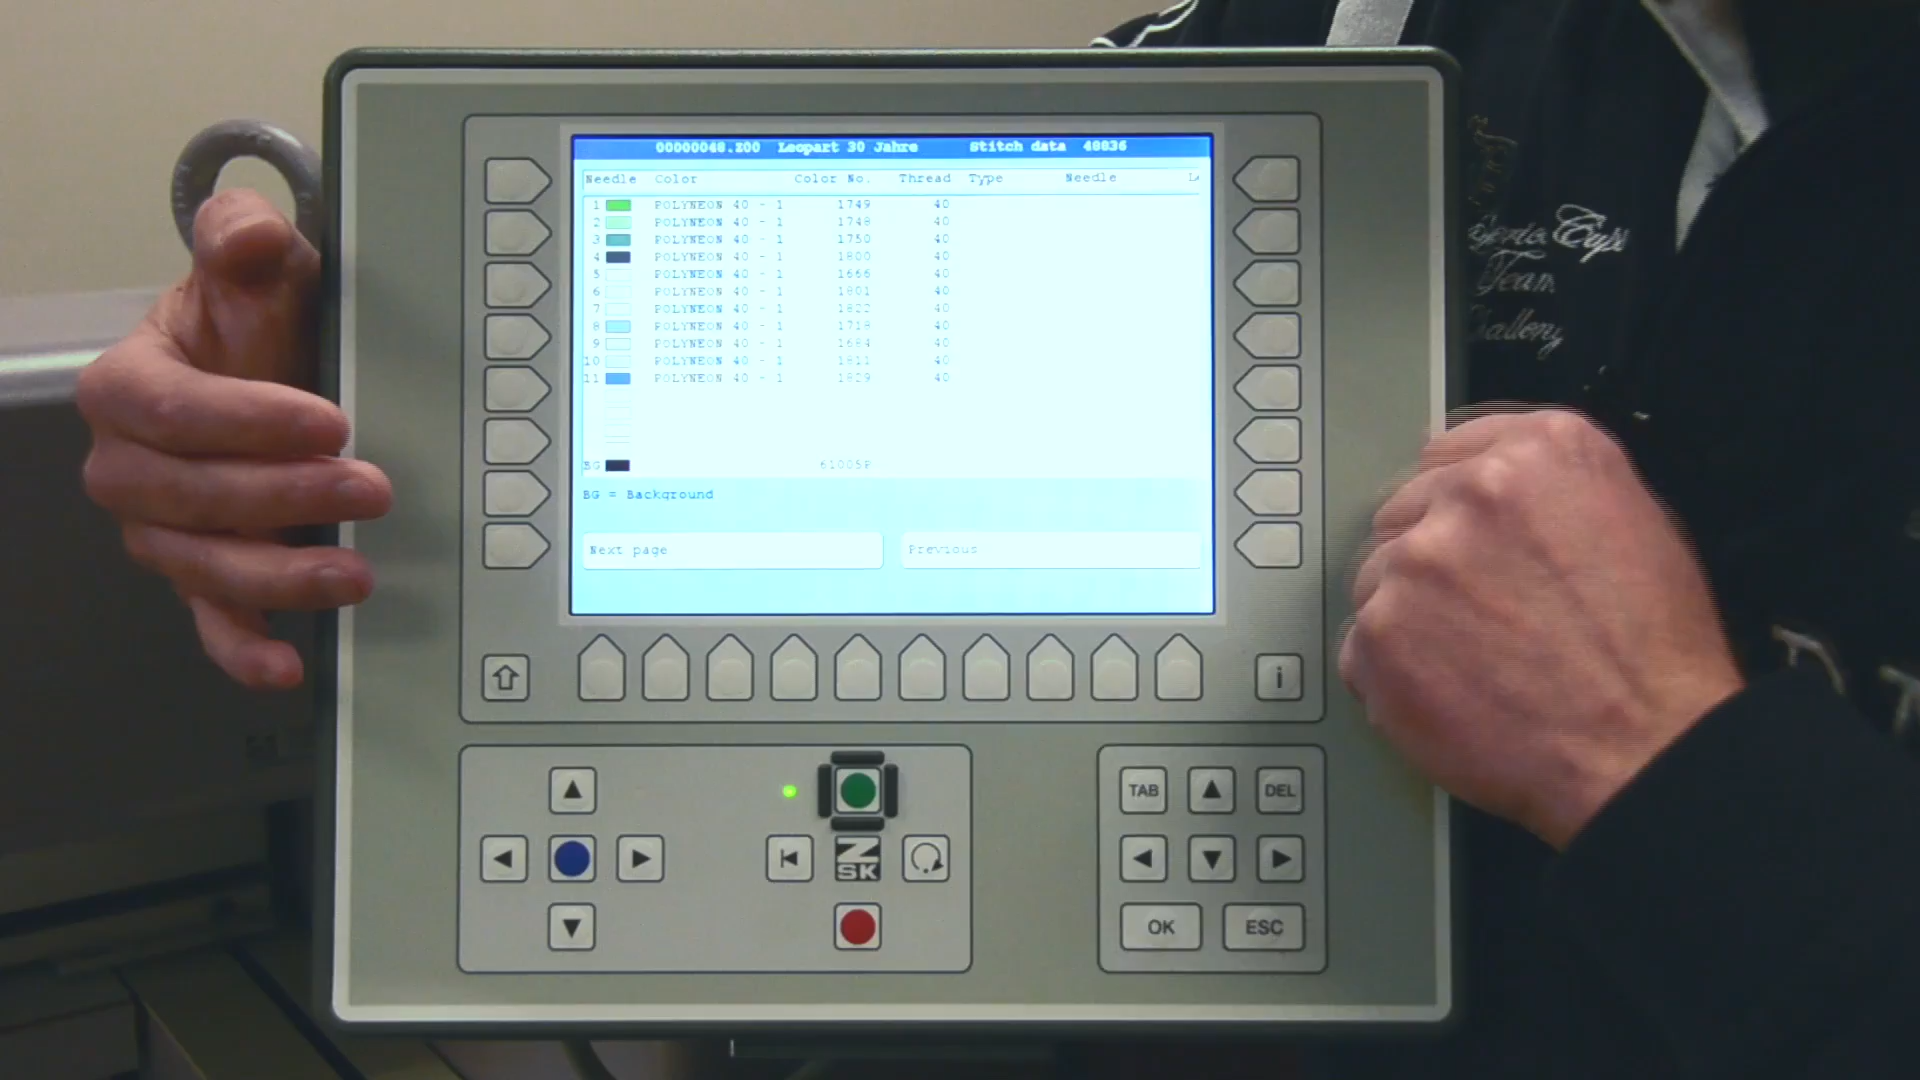 00000048.Z00 Leopart 30 Jahre Stitch data 48836
Needle Color Color No. Thread Type Needle
1 POLYNEON 40 - 1 1749 40
2 POLYNEON 40 - 1 1748 40
3 POLYNEON 40 - 1 1750 40
4 POLYNEON 40 - 1 1800 40
5 POLYNEON 40 - 1 1666 40
6 POLYNEON 40 - 1 1801 40
7 POLYNEON 40 - 1 1822 40
8 POLYNEON 40 - 1 1718 40
9 POLYNEON 40 - 1 1684 40
10 POLYNEON 40 - 1 1811 40
11 POLYNEON 40 - 1 1829 40
BG 61005P
BG = Background
Next page Previous
i
TAB DEL
ZSK
OK ESC
Cup
Team